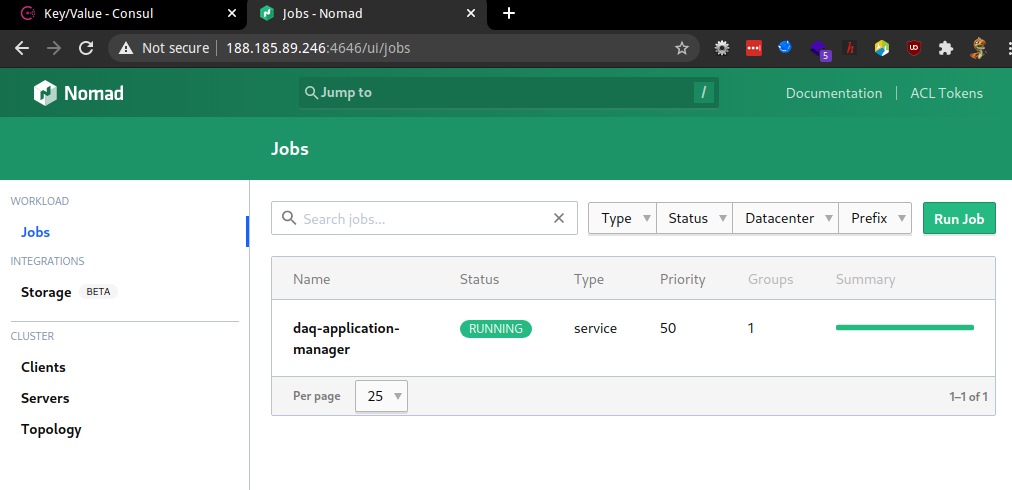 Key/Value - Consul
Jobs - Nomad
Not secure 188.185.89.246:4646/ui/jobs
5
h
UD
Nomad
Jump to /
Documentation ACL Tokens
Jobs
WORKLOAD
Jobs
INTEGRATIONS
Storage BETA
CLUSTER
Clients
Servers
Topology
Search jobs...
Type Status Datacenter Prefix Run Job
Name Status Type Priority Groups Summary
daq-application-
manager
RUNNING service 50 1
Per page 25 1–1 of 1